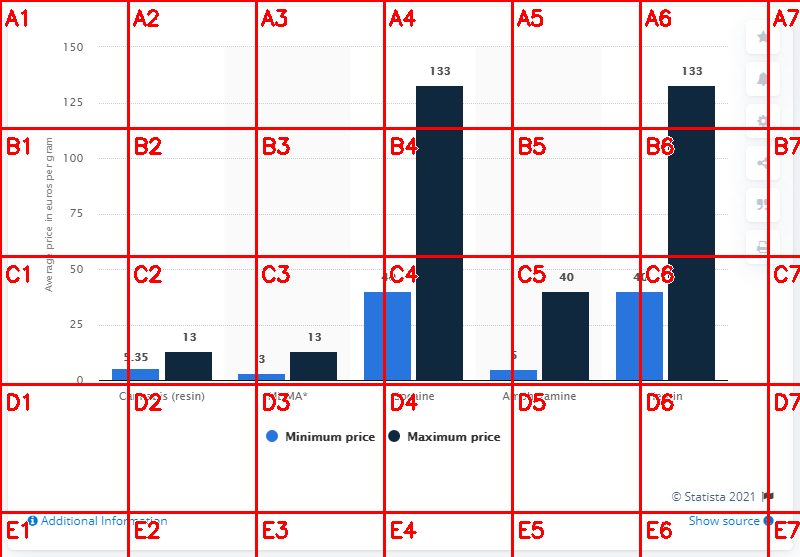 A1 A2 A3 A4 A5 A6 A7
150
133 133
125
B1 B2 B3 B4 B5 B6 B7
Average price in euros per gram
100
75
C1 C2 C3 C4 C5 C6 C7
50
40
25
13 13
5.35 3 5
0
(resin)
D1 D2 D3 D4 D5 D6 D7
Minimum price Maximum price
© Statista 2021
Additional Information Show source
E1 E2 E3 E4 E5 E6 E7